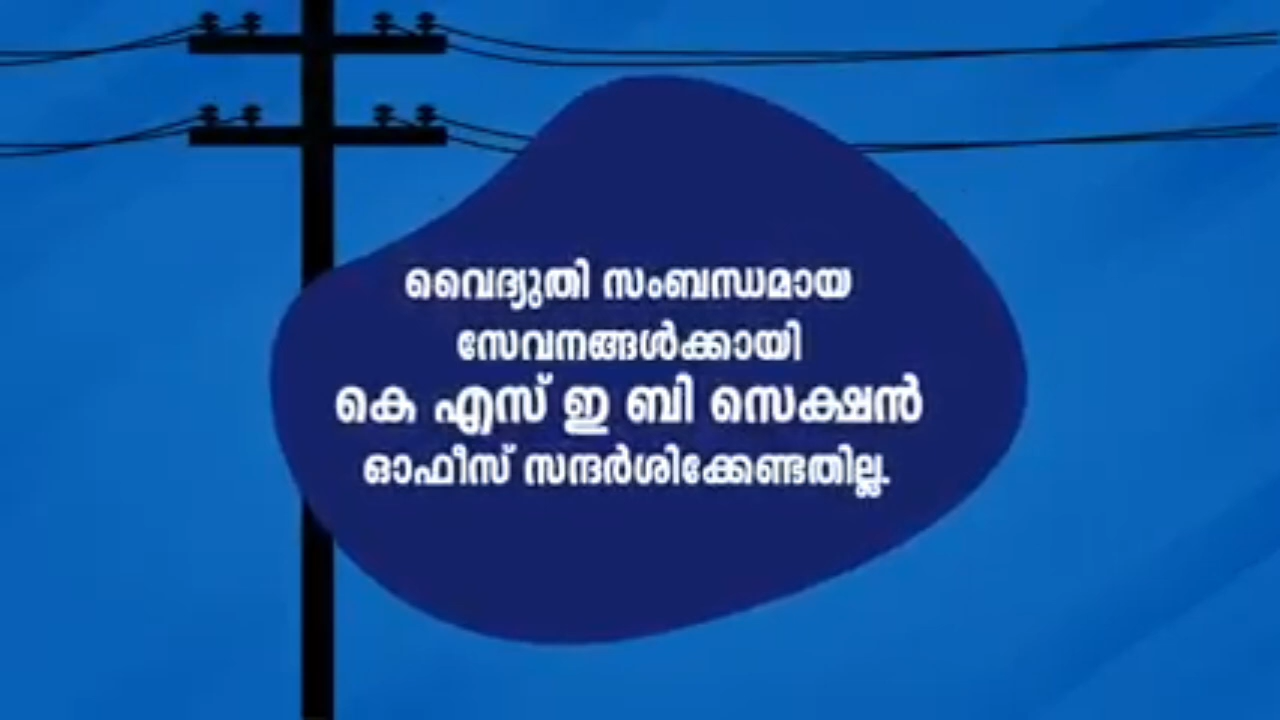 വൈദ്യുതി സംബന്ധമായ
സേവനങ്ങൾക്കായി
കെ എസ് ഇ ബി സെക്ഷൻ
ഓഫീസ് സന്ദർശിക്കേണ്ടതില്ല.